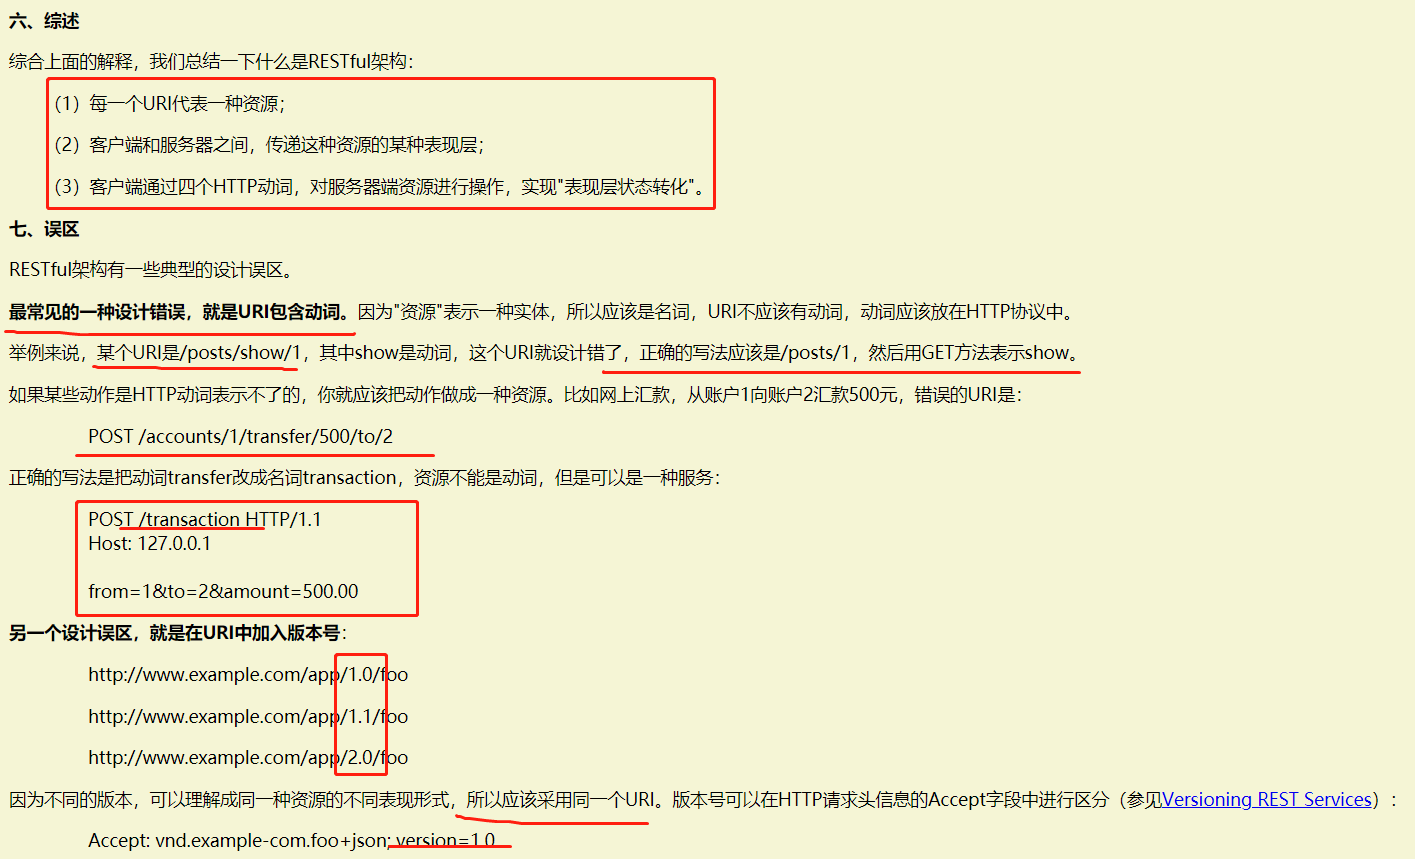 六、综述
综合上面的解释，我们总结一下什么是RESTful架构：
（1）每一个URI代表一种资源；
（2）客户端和服务器之间，传递这种资源的某种表现层；
（3）客户端通过四个HTTP动词，对服务器端资源进行操作，实现"表现层状态转化"。
七、误区
RESTful架构有一些典型的设计误区。
最常见的一种设计错误，就是URI包含动词。因为"资源"表示一种实体，所以应该是名词，URI不应该有动词，动词应该放在HTTP协议中。
举例来说，某个URI是/posts/show/1，其中show是动词，这个URI就设计错了，正确的写法应该是/posts/1，然后用GET方法表示show。
如果某些动作是HTTP动词表示不了的，你就应该把动作做成一种资源。比如网上汇款，从账户1向账户2汇款500元，错误的URI是：
POST /accounts/1/transfer/500/to/2
正确的写法是把动词transfer改成名词transaction，资源不能是动词，但是可以是一种服务：
POST /transaction HTTP/1.1
Host: 127.0.0.1
from=1&to=2&amount=500.00
另一个设计误区，就是在URI中加入版本号：
http://www.example.com/app/1.0/foo
http://www.example.com/app/1.1/foo
http://www.example.com/app/2.0/foo
因为不同的版本，可以理解成同一种资源的不同表现形式，所以应该采用同一个URI。版本号可以在HTTP请求头信息的Accept字段中进行区分（参见Versioning REST Services）：
Accept: vnd.example-com.foo+json; version=1.0